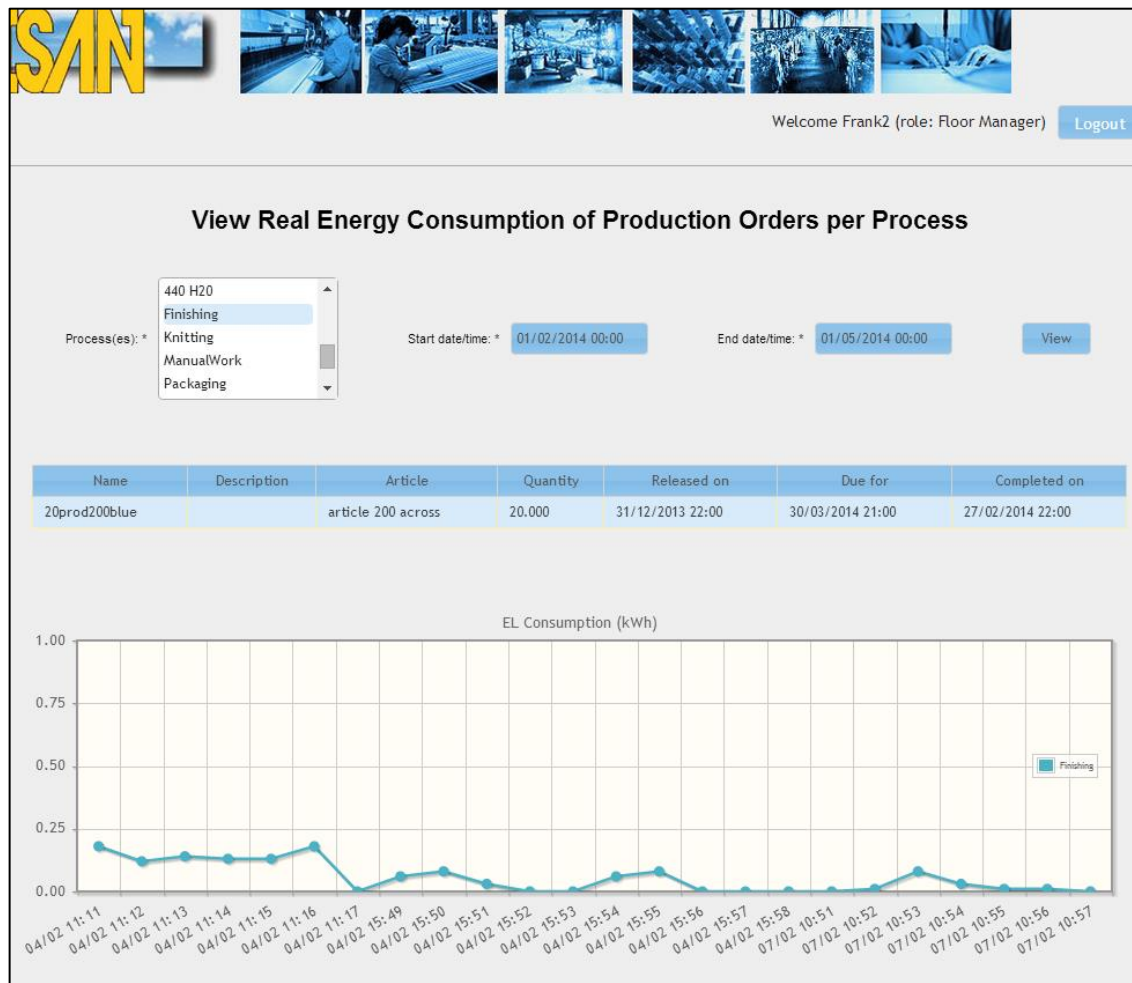 ESAN
Welcome Frank2 (role: Floor Manager) Logout
View Real Energy Consumption of Production Orders per Process
440 H20
Finishing
Process(es): * Knitting Start date/time: * 01/02/2014 00:00 End date/time: * 01/05/2014 00:00 View
ManualWork
Packaging
Name Description Article Quantity Released on Due for Completed on
20prod200blue article 200 across 20.000 31/12/2013 22:00 30/03/2014 21:00 27/02/2014 22:00
EL Consumption (kWh)
1.00
0.75
0.50
Finishing
0.25
0.00
04/02 11:11 04/02 11:12 04/02 11:13 04/02 11:14 04/02 11:15 04/02 11:16 04/02 11:17 04/02 15:49 04/02 15:50 04/02 15:51 04/02 15:52 04/02 15:53 04/02 15:54 04/02 15:55 04/02 15:56 04/02 15:57 04/02 15:58 07/02 10:51 07/02 10:52 07/02 10:53 07/02 10:54 07/02 10:55 07/02 10:56 07/02 10:57